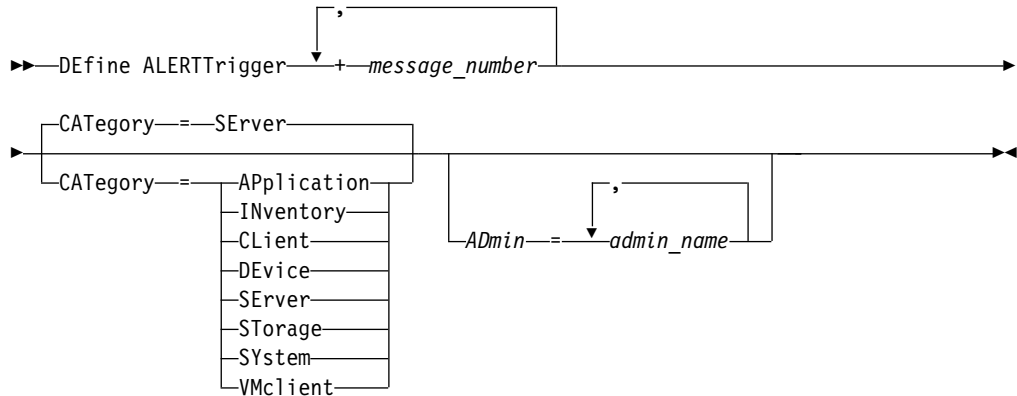 ,
DEfine ALERTTrigger + message_number
CATegory = SErver
CATegory = APplication
INventory
CLient
DEvice
SErver
STorage
SYstem
VMclient
,
ADmin = admin_name